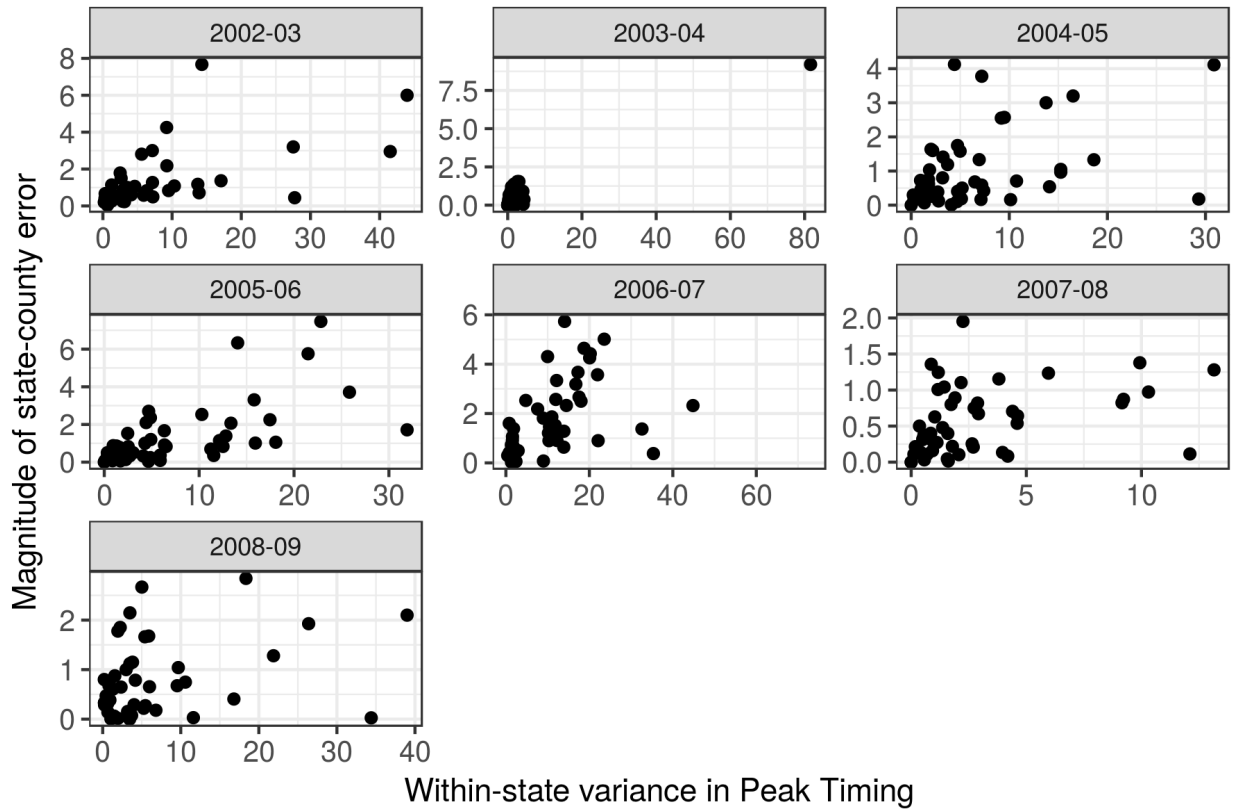 2002-03 2003-04 2004-05
8
6
4
2
0
0 10 20 30 40
7.5
5.0
2.5
0.0
0 20 40 60 80
4
3
2
1
0
0 10 20 30
2005-06 2006-07 2007-08
6
4
2
0
0 10 20 30
6
4
2
0
0 20 40 60
2.0
1.5
1.0
0.5
0.0
0 5 10
2008-09
2
1
0
0 10 20 30 40
Magnitude of state-county error
Within-state variance in Peak Timing